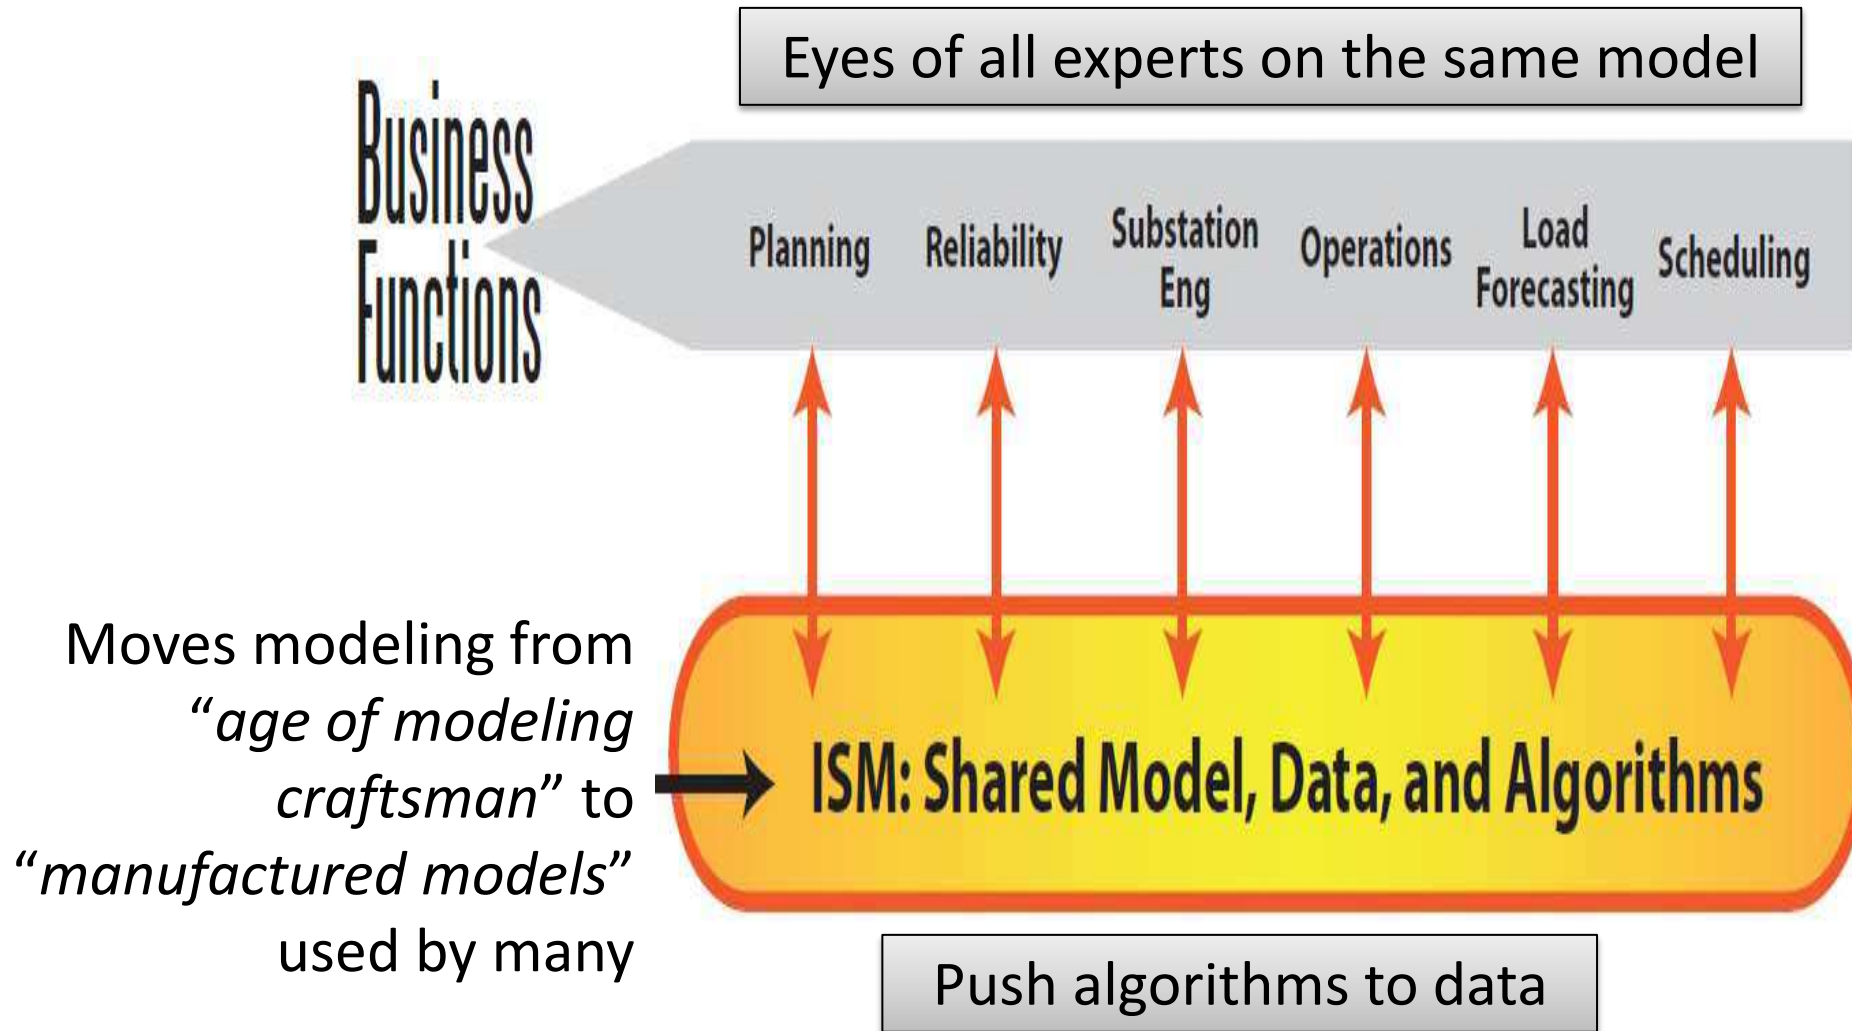 Eyes of all experts on the same model
Business
Functions
Planning
Reliability
Substation
Eng
Operations
Load
Forecasting
Scheduling
Moves modeling from
“age of modeling
craftsman” to
“manufactured models”
used by many
ISM: Shared Model, Data, and Algorithms
Push algorithms to data